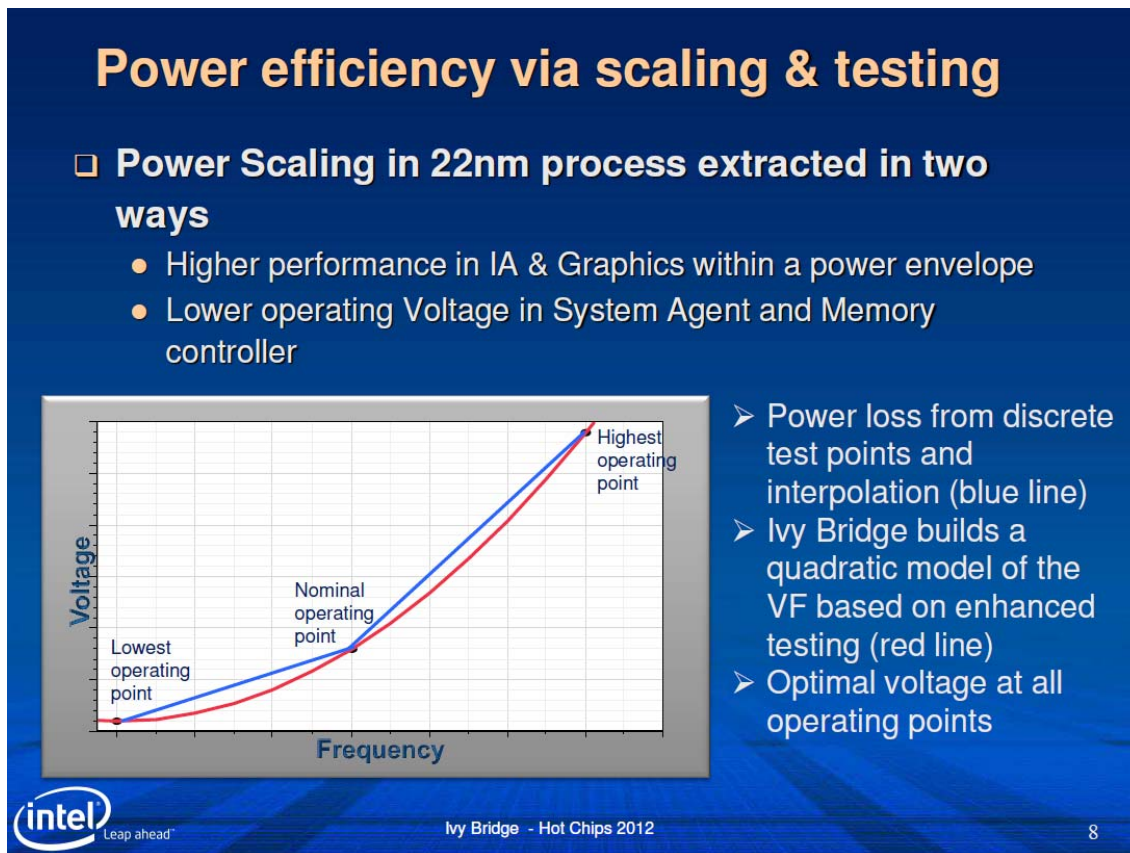 Power efficiency via scaling & testing
Power Scaling in 22nm process extracted in two
ways
Higher performance in IA & Graphics within a power envelope
Lower operating Voltage in System Agent and Memory
controller
Voltage
Lowest
operating
point
Nominal
operating
point
Highest
operating
point
Frequency
Power loss from discrete
test points and
interpolation (blue line)
Ivy Bridge builds a
quadratic model of the
VF based on enhanced
testing (red line)
Optimal voltage at all
operating points
intel
Leap ahead™
Ivy Bridge - Hot Chips 2012
8